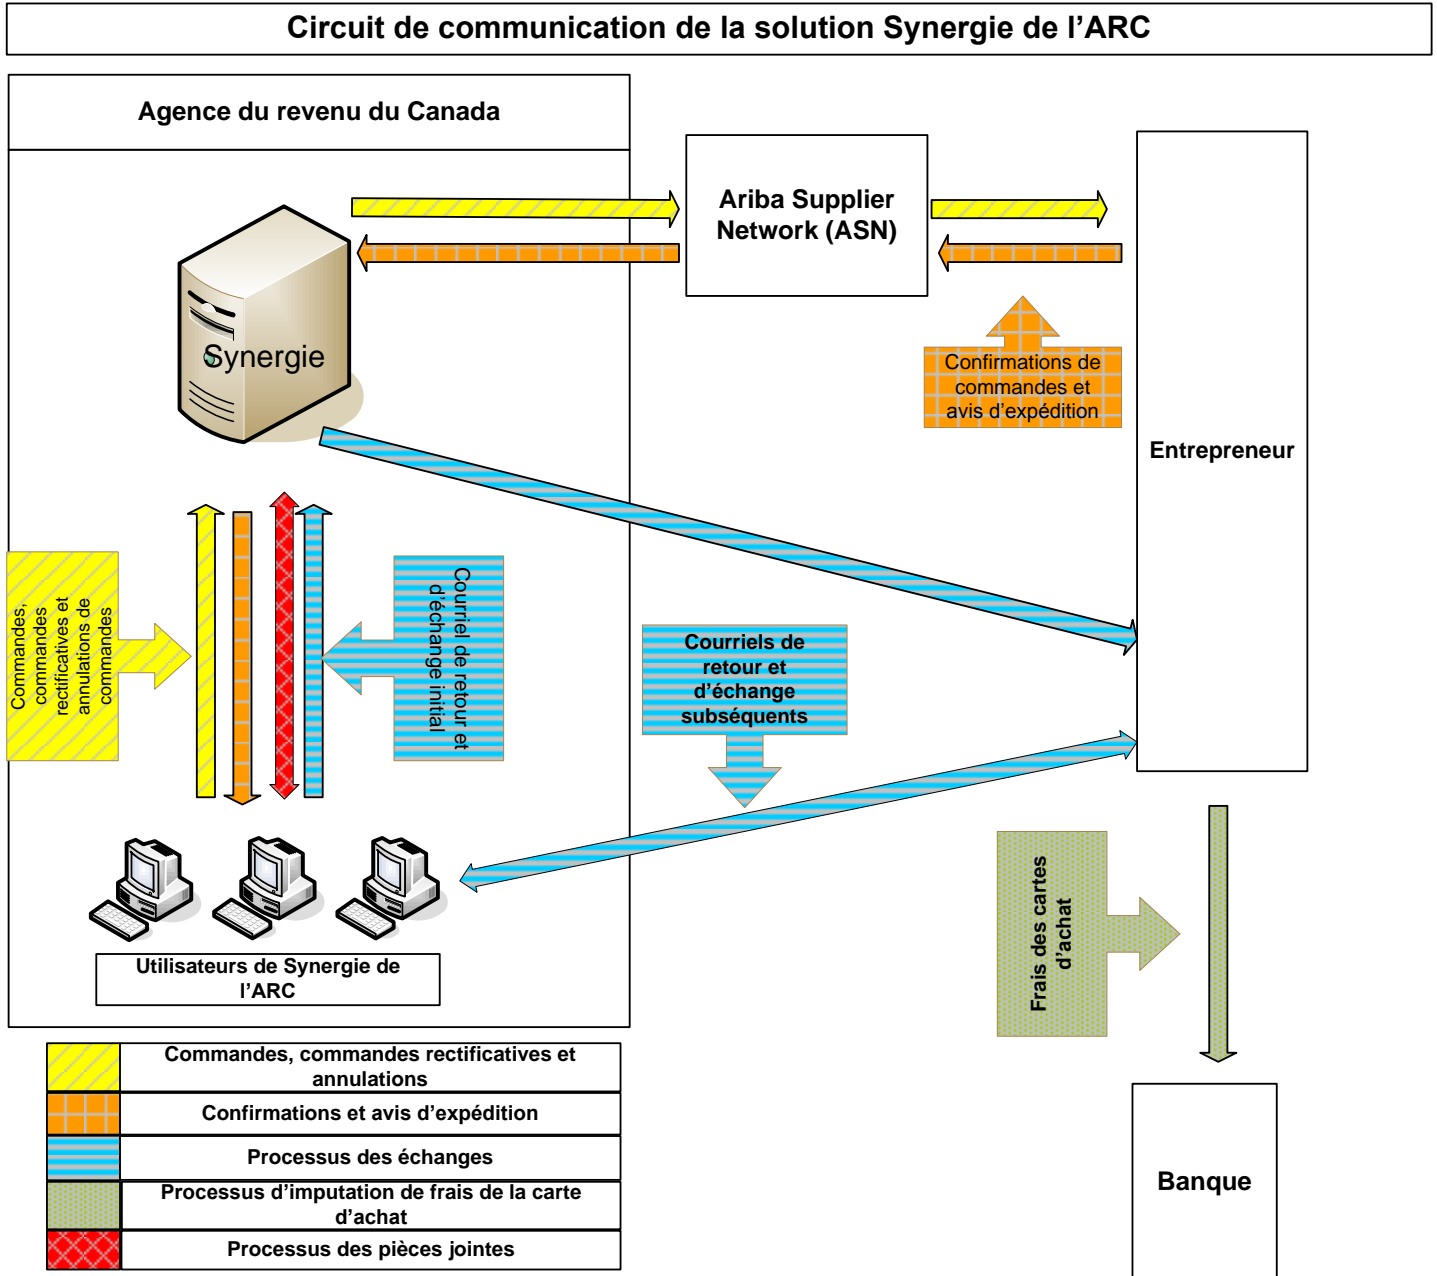 Circuit de communication de la solution Synergie de l'ARC
Agence du revenu du Canada
Ariba Supplier
Network (ASN)
Synergie
Confirmations de
commandes et
avis d'expédition
Entrepreneur
Commandes,
commandes
rectificatives et
annulations de
commandes
Courriel de retour et
d'échange initial
Courriels de
retour et
d'échange
subséquents
Frais des cartes
d'achat
Utilisateurs de Synergie de
l'ARC
Commandes, commandes rectificatives et
annulations
Confirmations et avis d'expédition
Processus des échanges
Processus d'imputation de frais de la carte
d'achat
Processus des pièces jointes
Banque